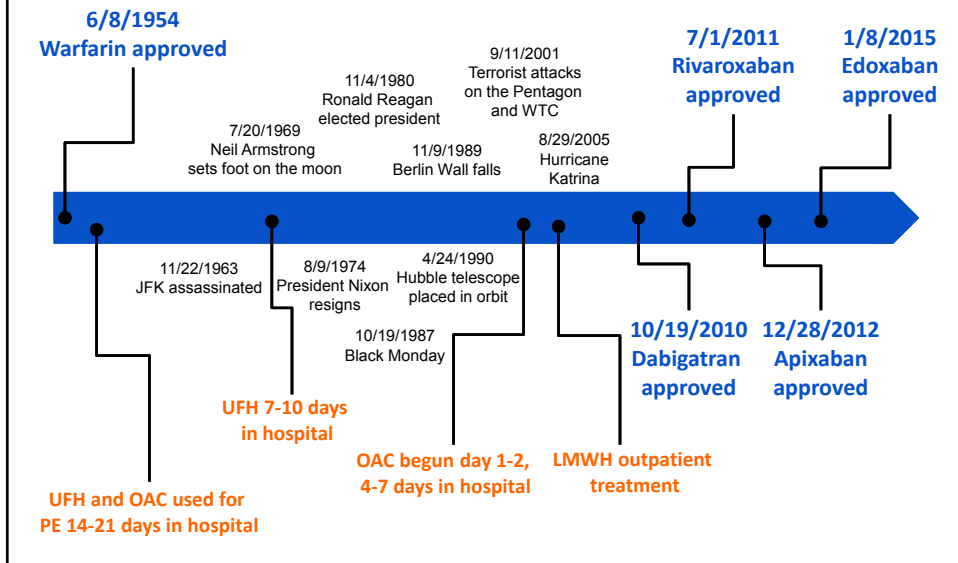 6/8/1954
Warfarin approved
7/20/1969
Neil Armstrong
sets foot on the moon
11/4/1980
Ronald Reagan
elected president
11/9/1989
Berlin Wall falls
9/11/2001
Terrorist attacks
on the Pentagon
and WTC
8/29/2005
Hurricane
Katrina
7/1/2011
Rivaroxaban
approved
1/8/2015
Edoxaban
approved
11/22/1963
JFK assassinated
8/9/1974
President Nixon
resigns
10/19/1987
Black Monday
4/24/1990
Hubble telescope
placed in orbit
10/19/2010
Dabigatran
approved
12/28/2012
Apixaban
approved
UFH and OAC used for
PE 14-21 days in hospital
UFH 7-10 days
in hospital
OAC begun day 1-2,
4-7 days in hospital
LMWH outpatient
treatment